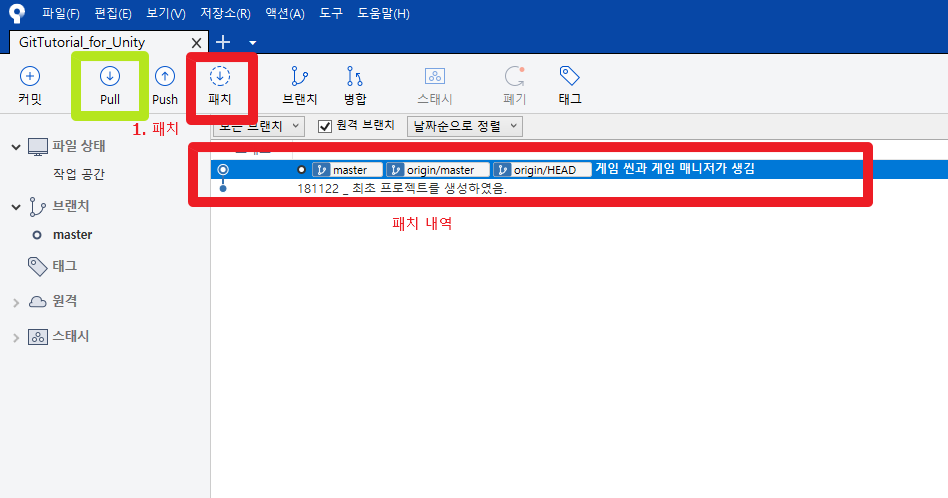 파일(F) 편집(E) 보기(V) 저장소(R) 액션(A) 도구 도움말(H)
GitTutorial_for_Unity
커밋 Pull Push 패치 브랜치 병합 스태시 폐기 태그
1. 패치
모든 브랜치 원격 브랜치 날짜순으로 정렬
파일 상태
작업 공간
브랜치
master
태그
원격
스태시
master origin/master origin/HEAD 게임 씬과 게임 매니저가 생김
181122 _ 최초 프로젝트를 생성하였음.
패치 내역